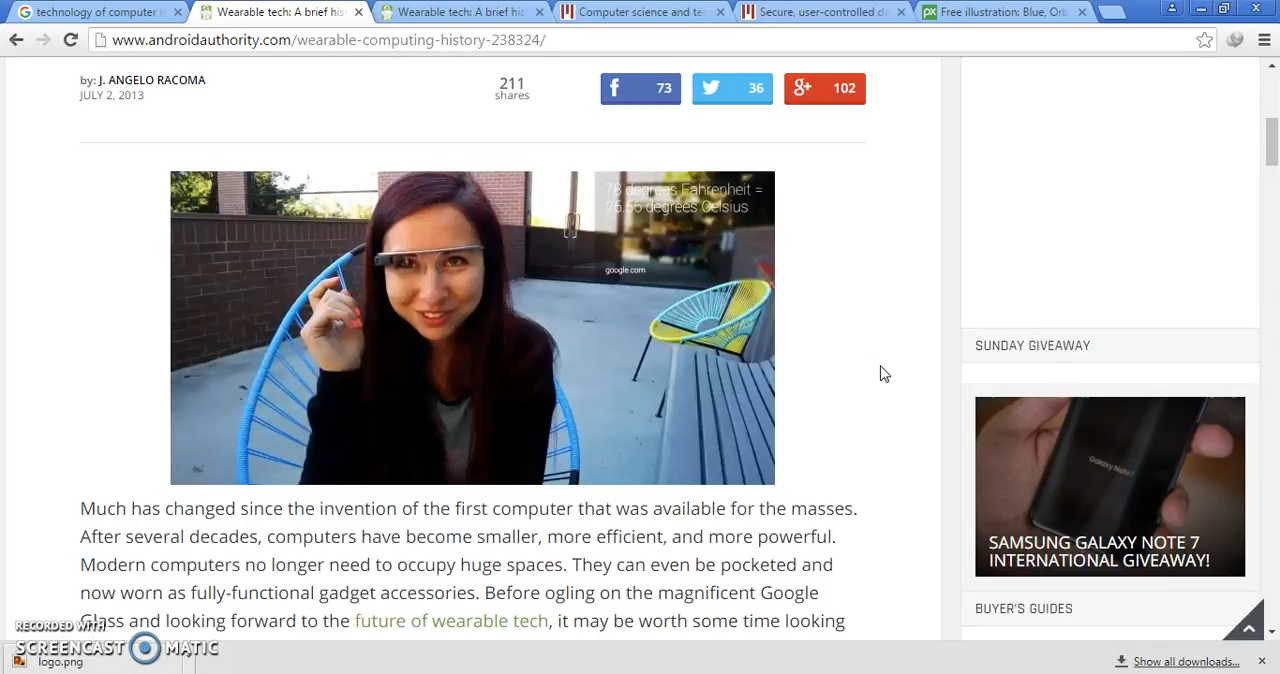 technology of computer
Wearable tech: A brief his
Wearable tech: A brief his
Computer science and te
Secure, user-controlled d
Free illustration: Blue, Orb
www.androidauthority.com/wearable-computing-history-238324/
by: J. ANGELO RACOMA
JULY 2, 2013
211
shares
73
36
102
degrees Fahrenheit =
degrees Celsius
google.com
Much has changed since the invention of the first computer that was available for the masses.
After several decades, computers have become smaller, more efficient, and more powerful.
Modern computers no longer need to occupy huge spaces. They can even be pocketed and
now worn as fully-functional gadget accessories. Before ogling on the magnificent Google
Glass and looking forward to the future of wearable tech, it may be worth some time looking
SUNDAY GIVEAWAY
Galaxy Note7
SAMSUNG GALAXY NOTE 7
INTERNATIONAL GIVEAWAY!
BUYER'S GUIDES
RECORDED WITH
SCREENCAST MATIC
logo.png
Show all downloads...